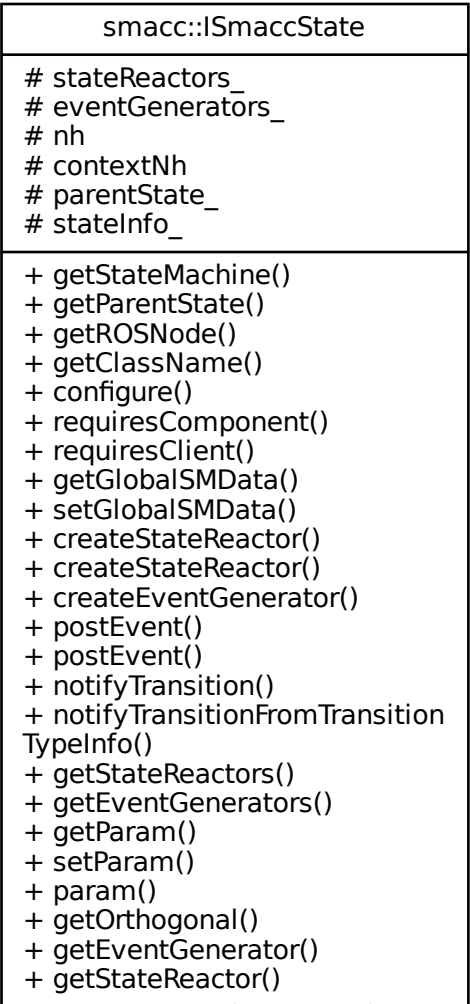 smacc::ISmaccState
# stateReactors_
# eventGenerators_
# nh
# contextNh
# parentState_
# stateInfo_
+ getStateMachine()
+ getParentState()
+ getROSNode()
+ getClassName()
+ configure()
+ requiresComponent()
+ requiresClient()
+ getGlobalSMData()
+ setGlobalSMData()
+ createStateReactor()
+ createStateReactor()
+ createEventGenerator()
+ postEvent()
+ postEvent()
+ notifyTransition()
+ notifyTransitionFromTransition
TypeInfo()
+ getStateReactors()
+ getEventGenerators()
+ getParam()
+ setParam()
+ param()
+ getOrthogonal()
+ getEventGenerator()
+ getStateReactor()